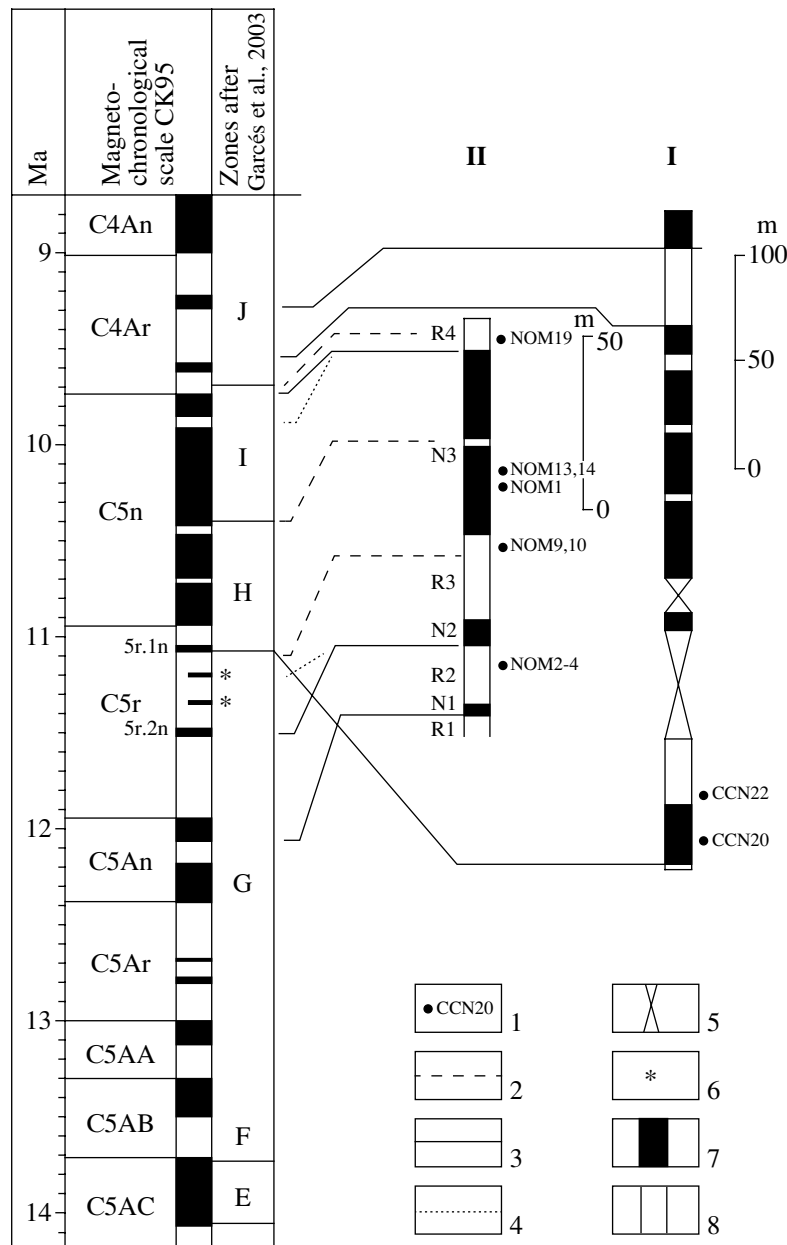 Ma
Magneto-
chronological
scale CK95
Zones after
Garcés et al., 2003
II
I
C4An
9
C4Ar
J
10
C5n
I
H
11
5r.1n
*
C5r
*
5r.2n
12
C5An
G
C5Ar
13
C5AA
C5AB
F
C5AC
E
14
R4
N3
R3
N2
R2
N1
R1
NOM19
NOM13,14
NOM1
NOM9,10
NOM2-4
m
50
0
m
100
50
0
CCN22
CCN20
CCN20
1
2
3
4
5
*
6
7
8